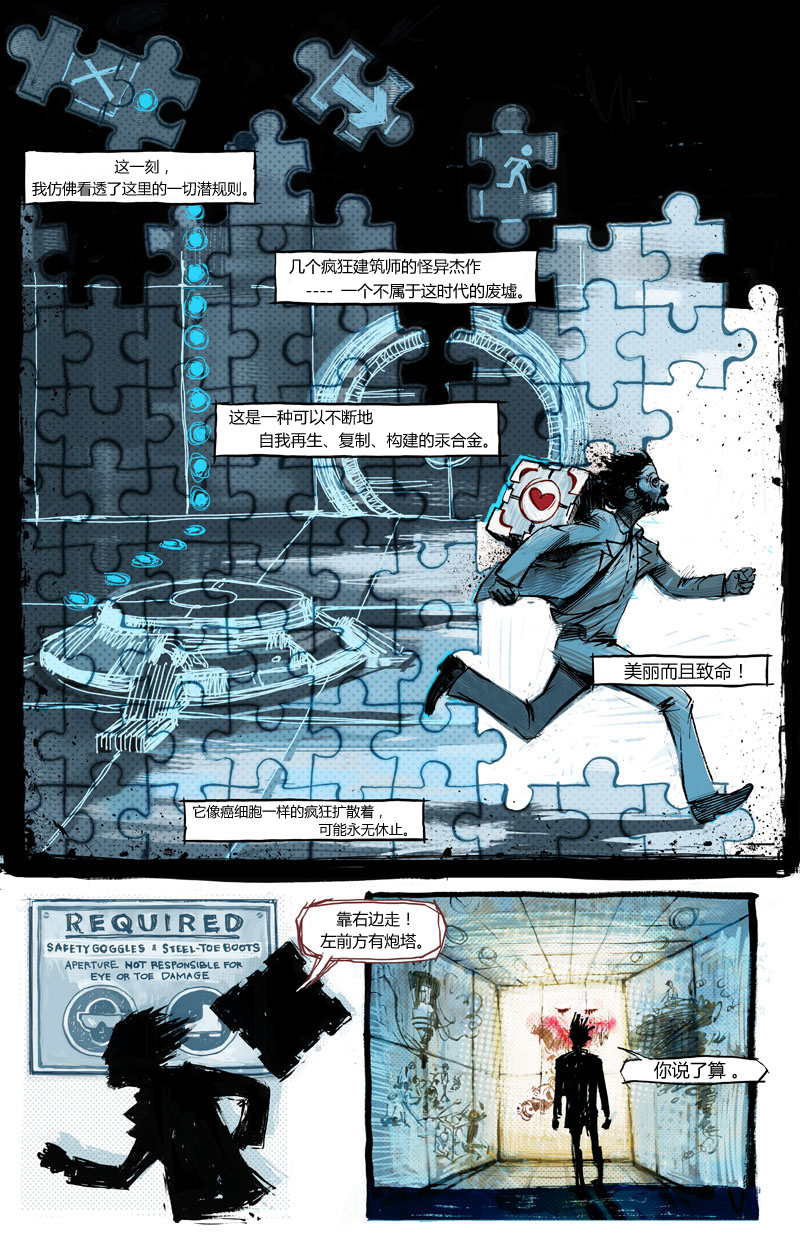 这一刻，
我仿佛看透了这里的一切潜规则。
几个疯狂建筑师的怪异杰作
---- 一个不属于这时代的废墟。
这是一种可以不断地
自我再生、复制、构建的汞合金。
美丽而且致命！
它像癌细胞一样的疯狂扩散着，
可能永无休止。
REQUIRED
SAFETY GOGGLES & STEEL-TOE BOOTS
APERTURE NOT RESPONSIBLE FOR
EYE OR TOE DAMAGE
靠右边走！
左前方有炮塔。
你说了算。